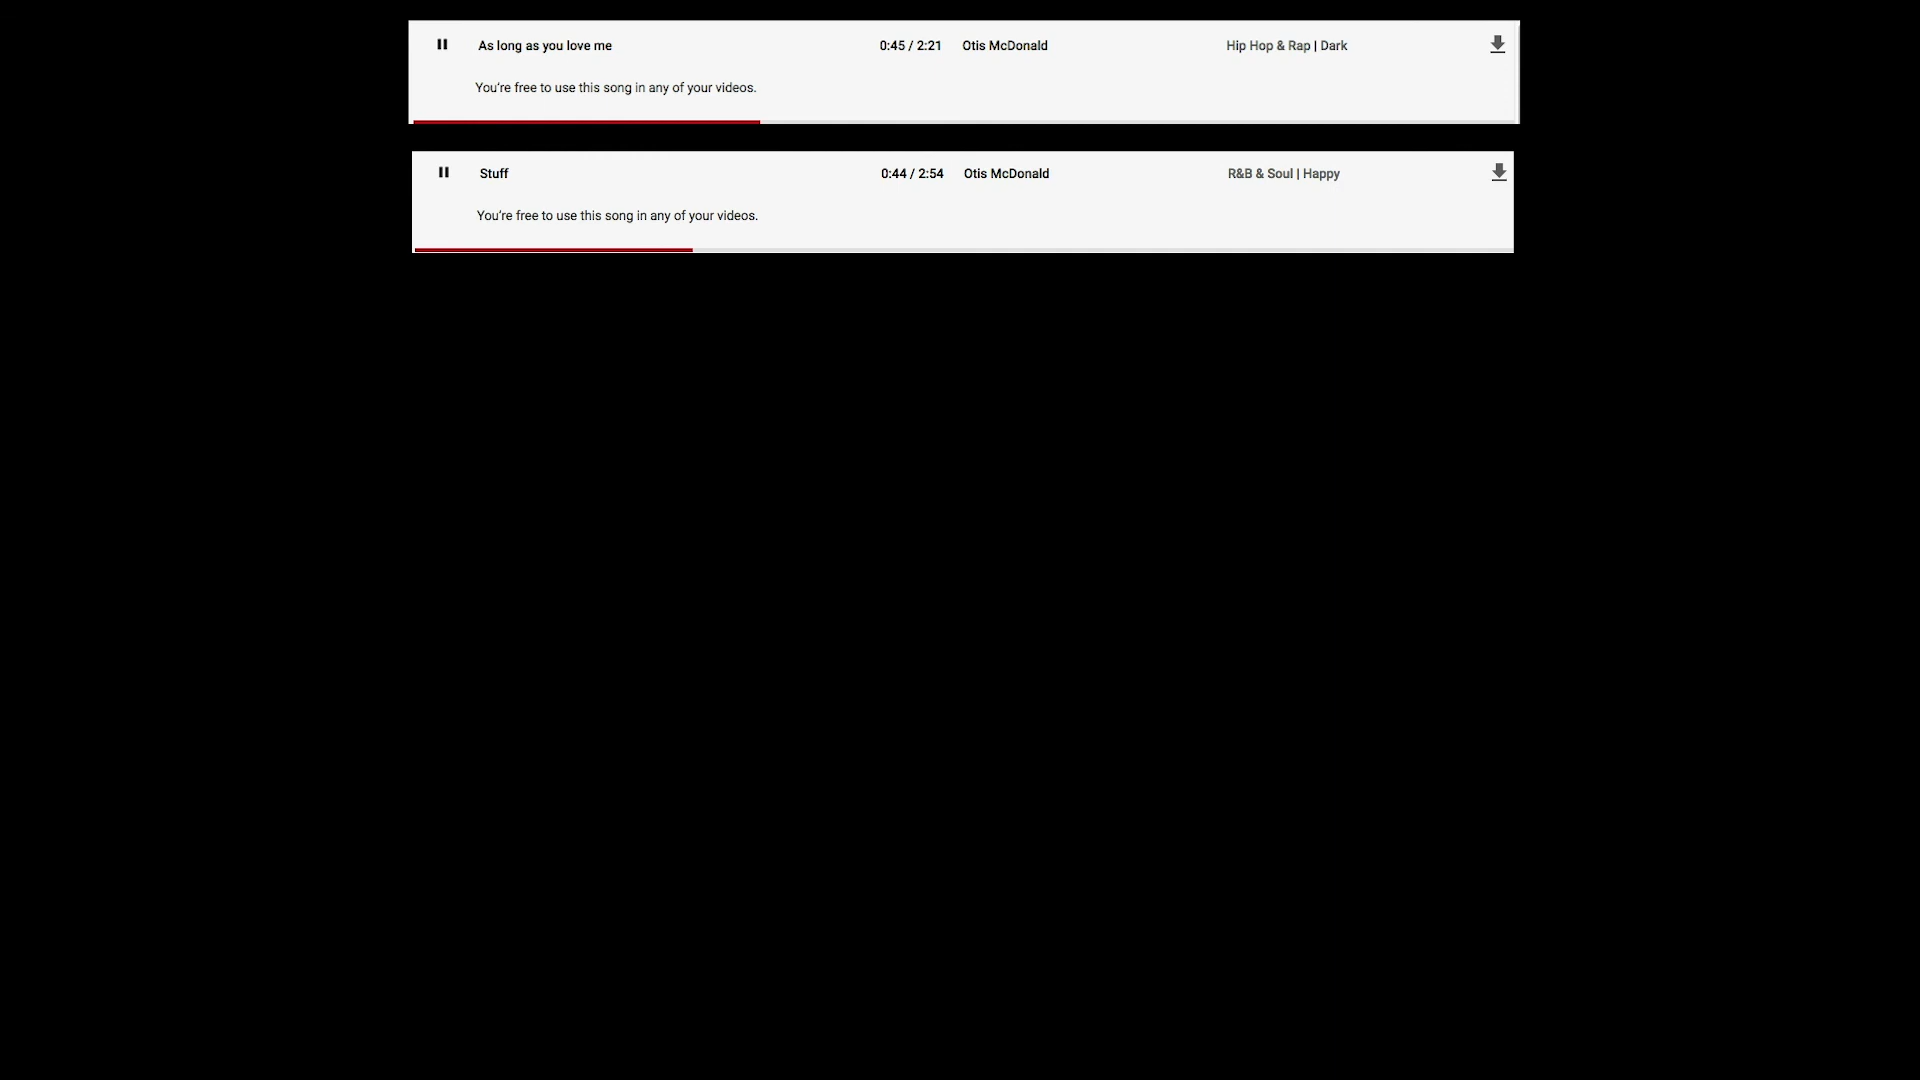 As long as you love me 0:45 / 2:21 Otis McDonald Hip Hop & Rap | Dark
You're free to use this song in any of your videos.
Stuff 0:44 / 2:54 Otis McDonald R&B & Soul | Happy
You're free to use this song in any of your videos.